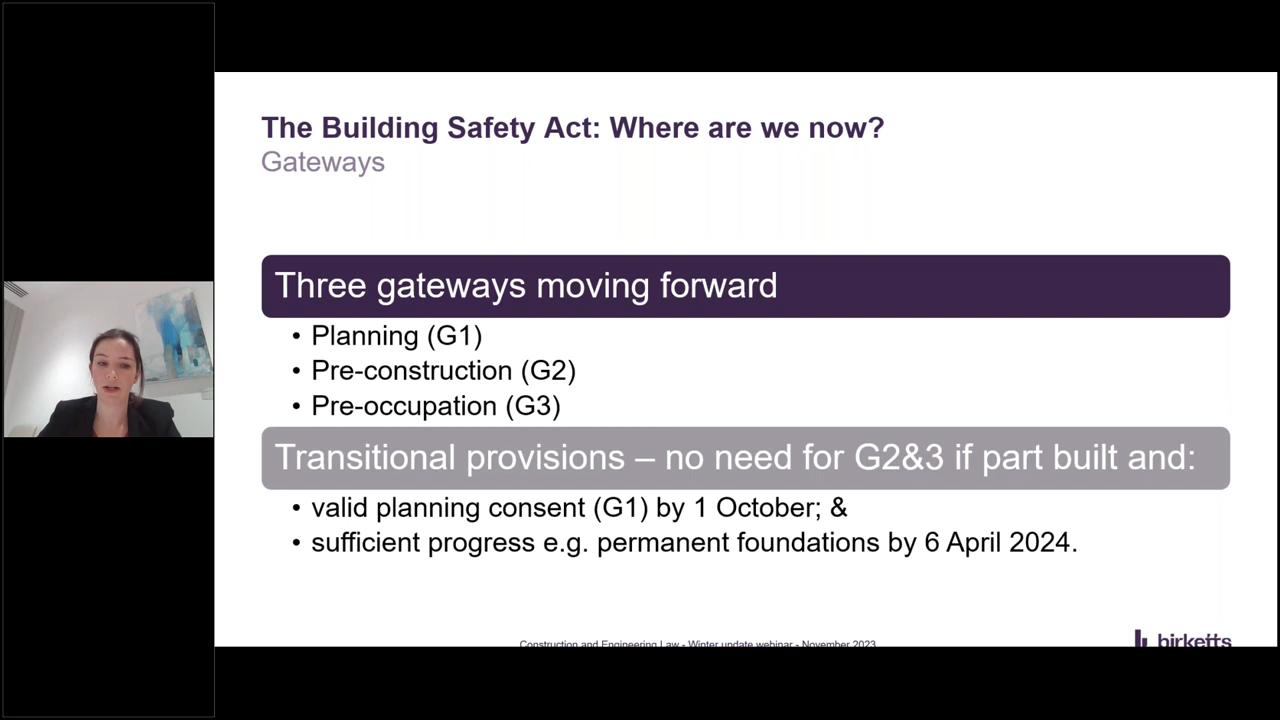 The Building Safety Act: Where are we now?
Gateways
Three gateways moving forward
• Planning (G1)
• Pre-construction (G2)
• Pre-occupation (G3)
Transitional provisions – no need for G2&3 if part built and:
• valid planning consent (G1) by 1 October; &
• sufficient progress e.g. permanent foundations by 6 April 2024.
Construction and Engineering Law - Winter update webinar - November 2023
birketts